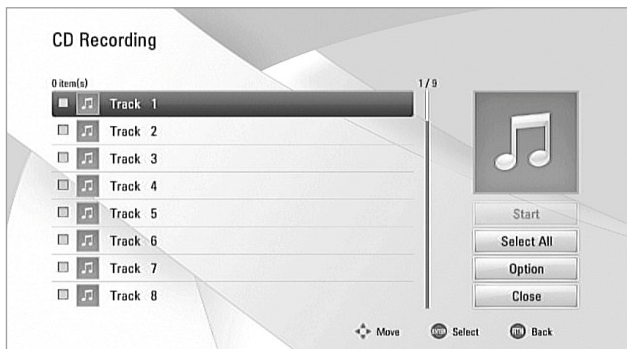 CD Recording
0 item(s) 1 / 9
Track 1
Track 2
Track 3
Track 4
Track 5
Track 6
Track 7
Track 8
Start
Select All
Option
Close
Move ENTER Select RTN Back